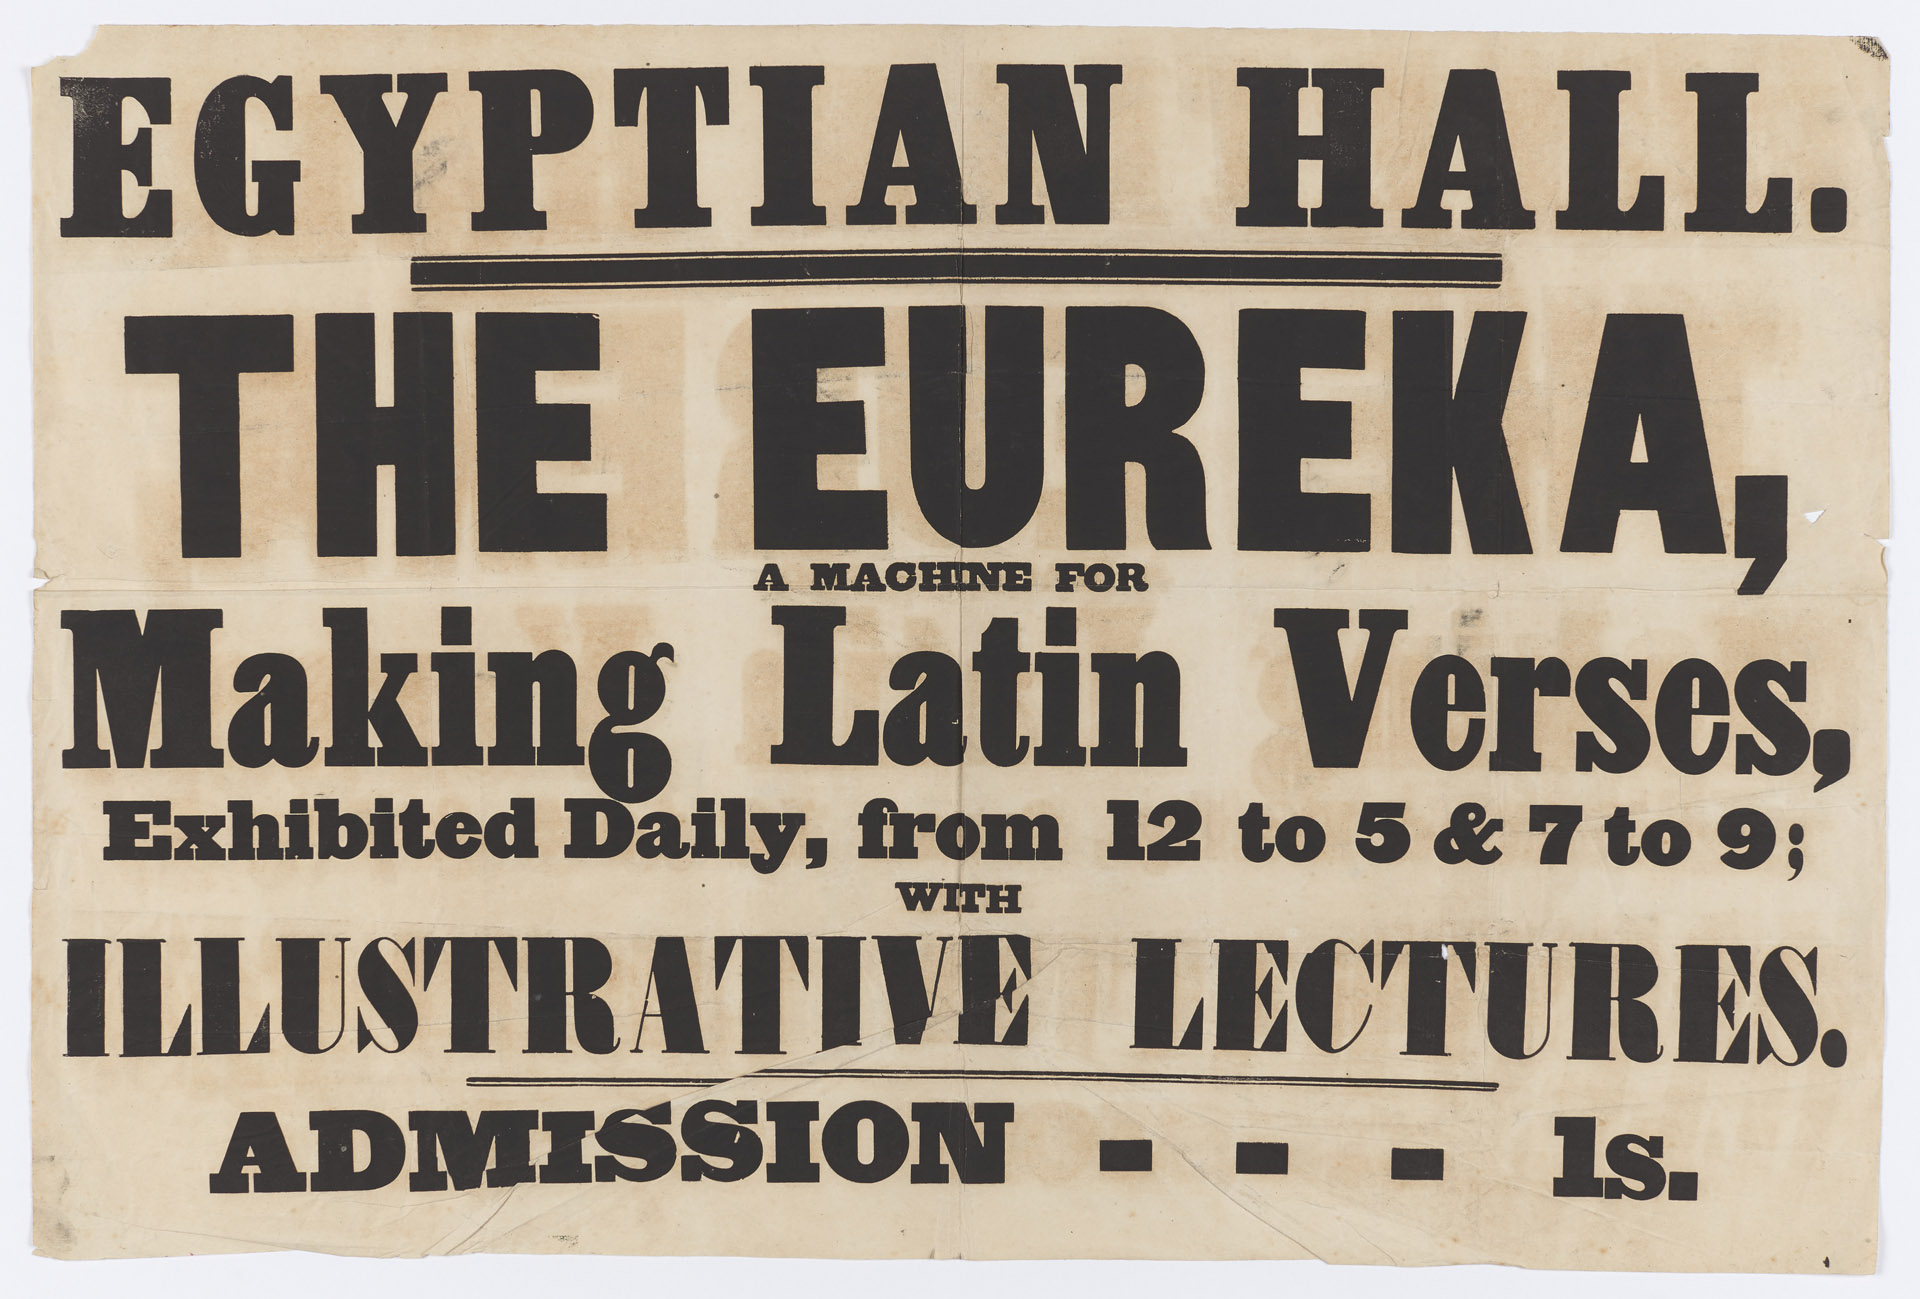 EGYPTIAN HALL.
THE EUREKA,
A MACHINE FOR
Making Latin Verses,
Exhibited Daily, from 12 to 5 & 7 to 9;
WITH
ILLUSTRATIVE LECTURES.
ADMISSION - - - 1s.